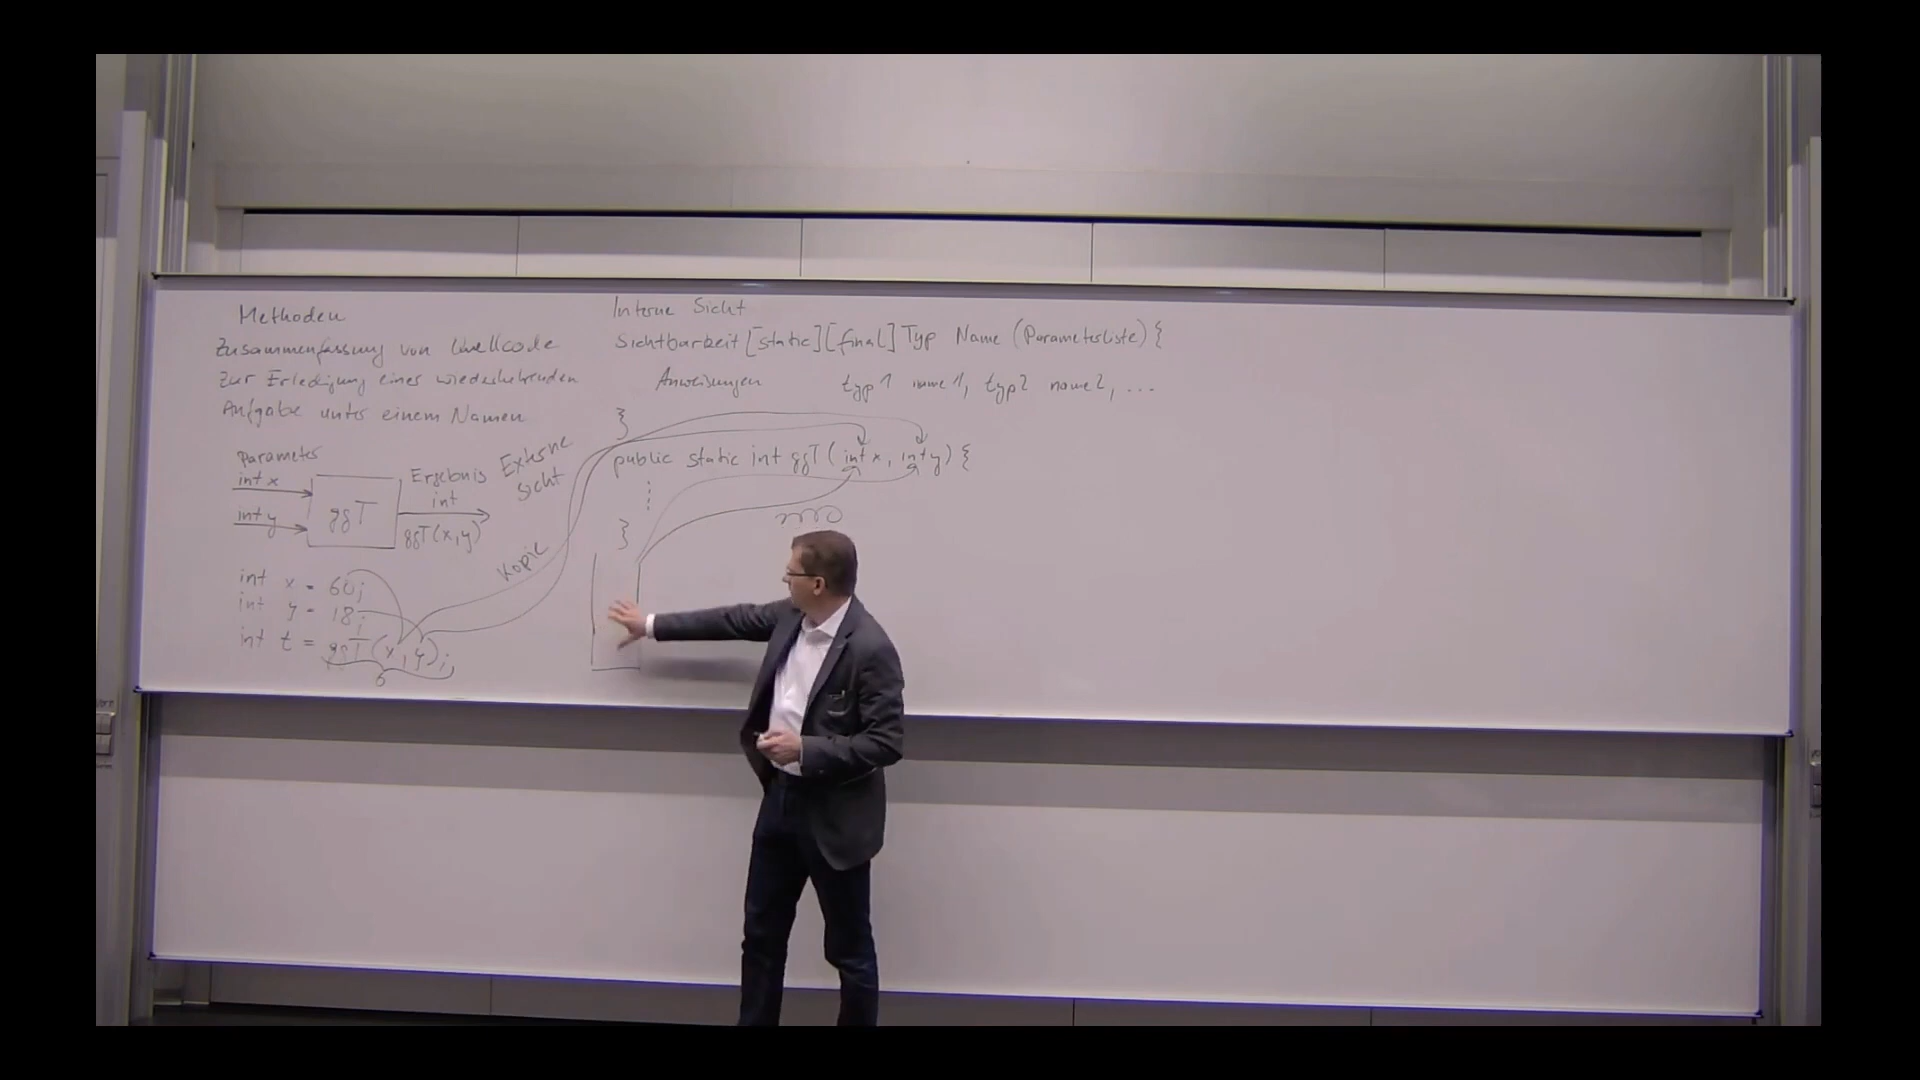 Methoden
Zusammenfassung von Quellcode
zur Erledigung einer wiederkehrenden
Aufgabe unter einem Namen
Parameter
int x
int y
ggT
Ergebnis
int
ggT(x,y)
Externe
Sicht
int x = 60;
int y = 18;
int t = ggT(x,y);
6
Kopie
Interne Sicht
Sichtbarkeit [static][final] Typ Name (Parameterliste) {
Anweisungen typ1 name1, typ2 name2, ...
}
public static int ggT(int x, int y) {
}